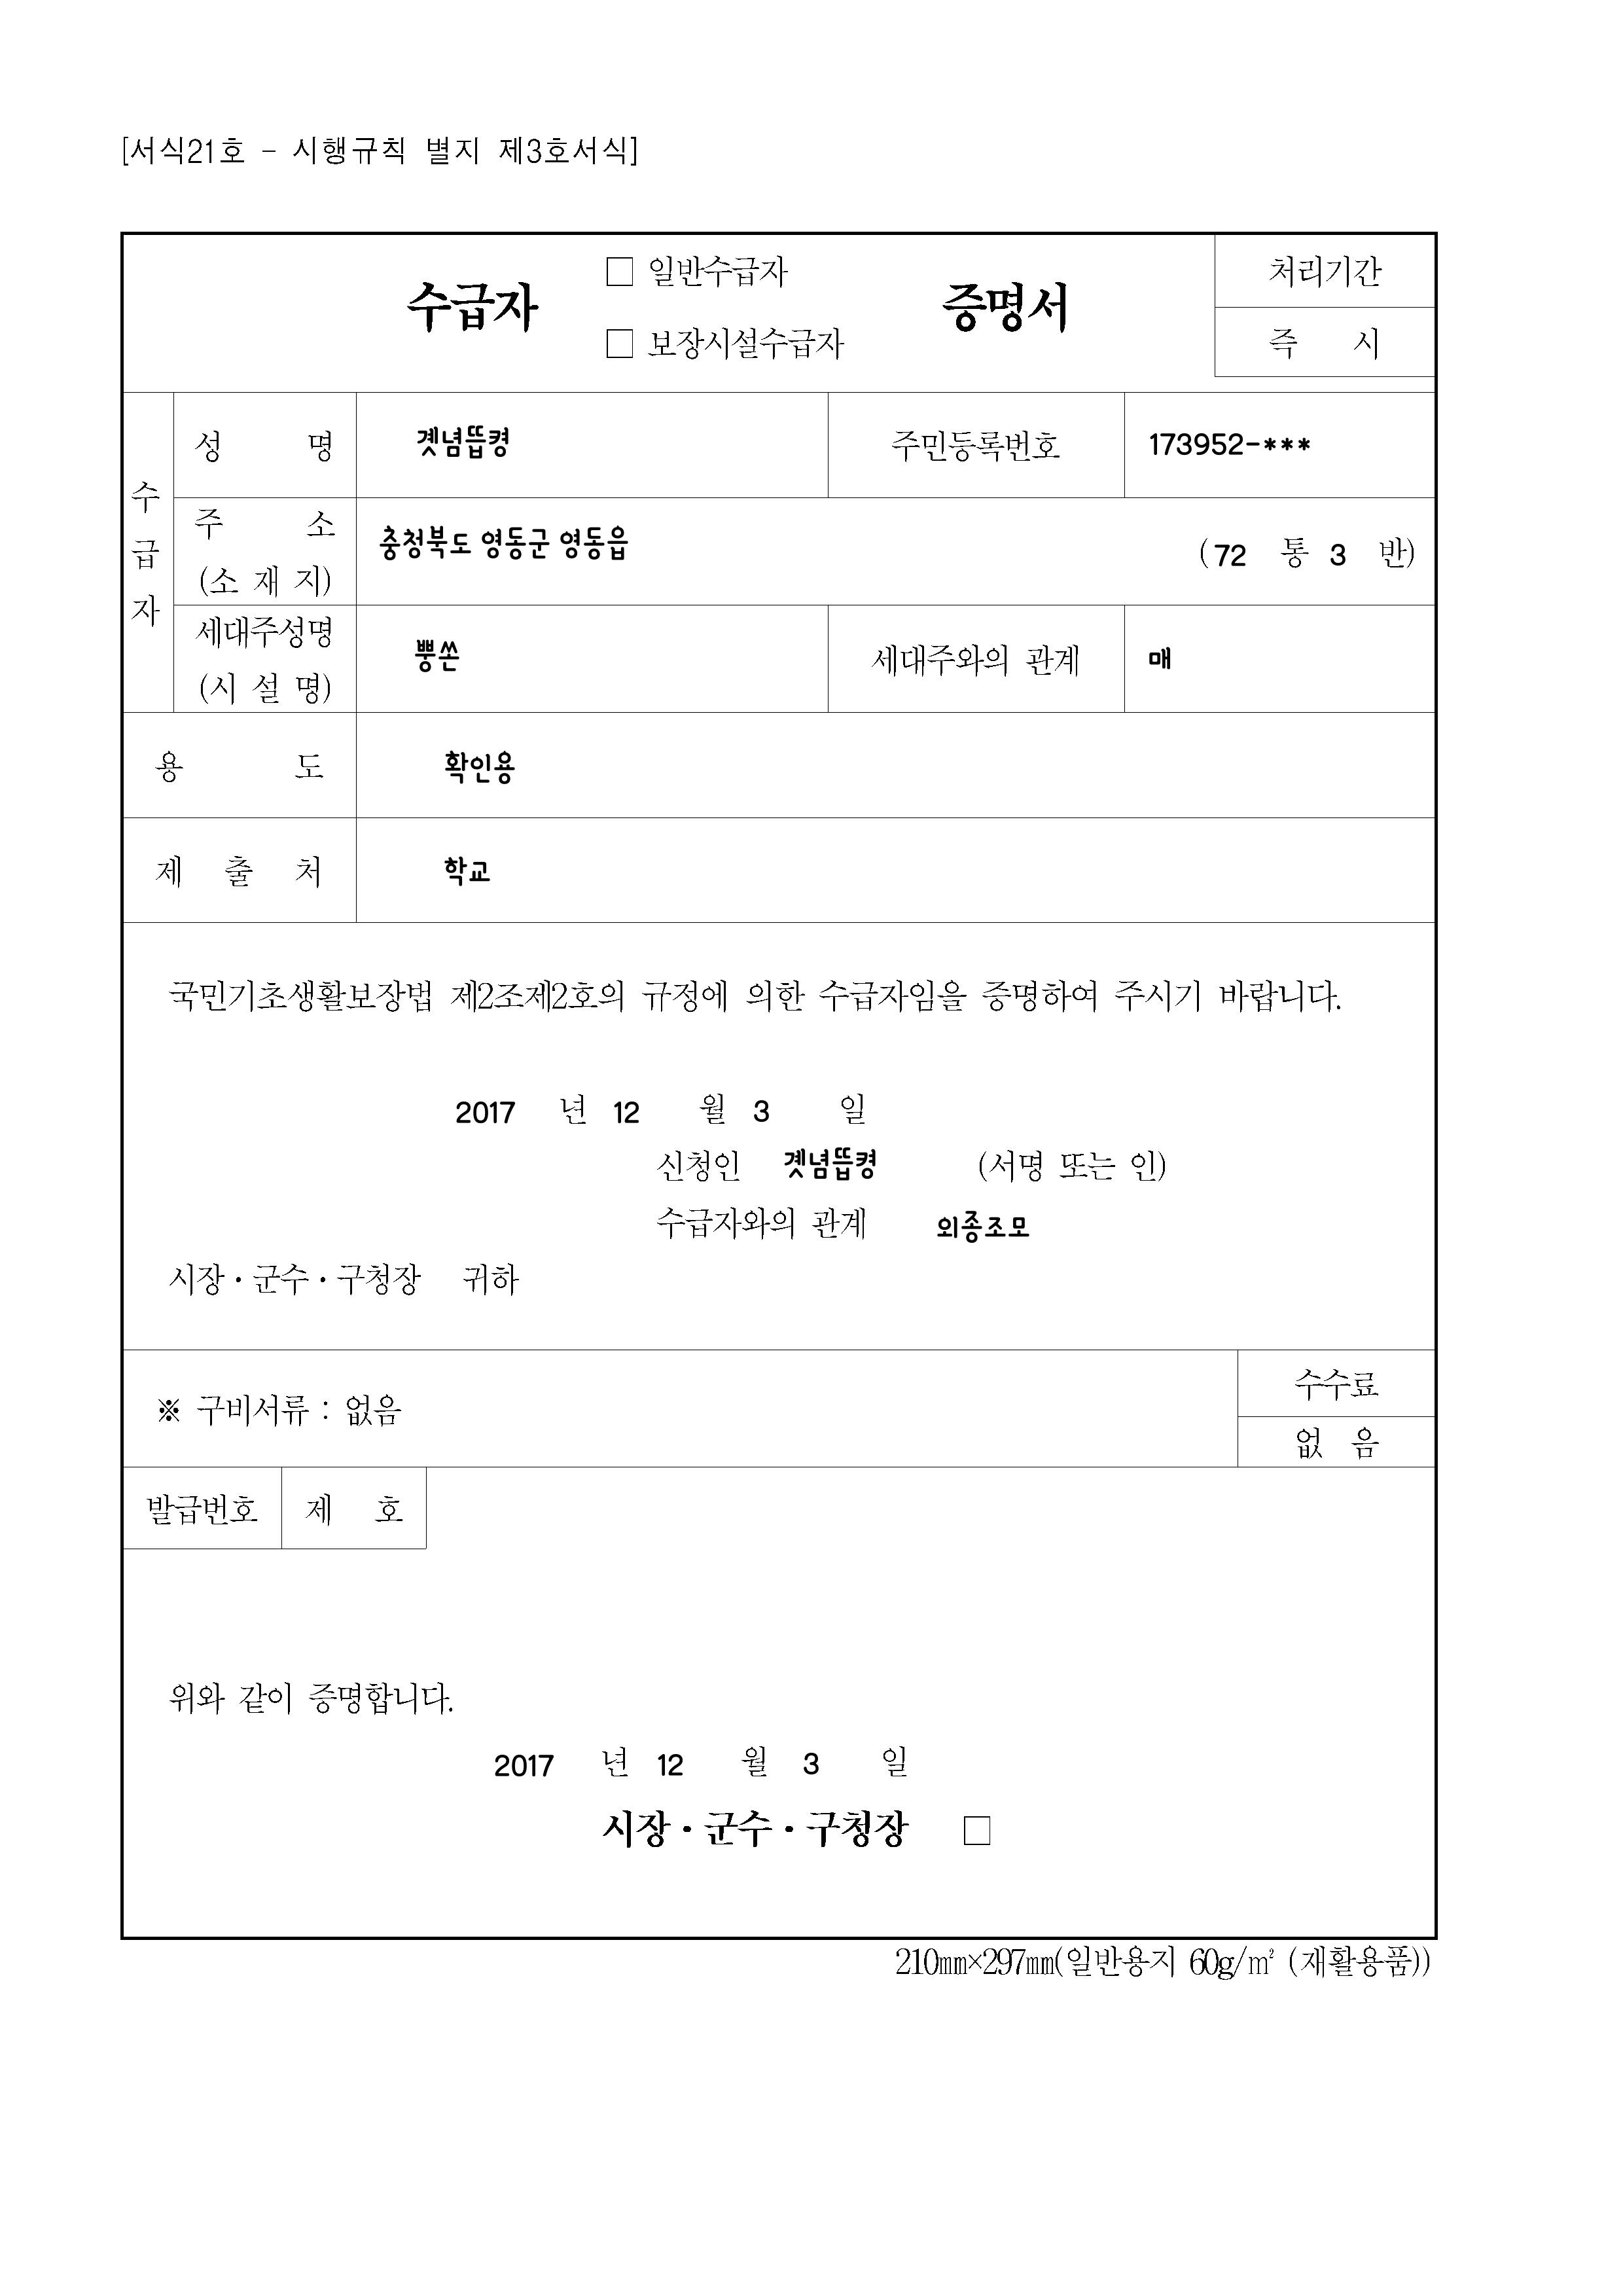 [서식21호 - 시행규칙 별지 제3호서식]
수급자 □ 일반수급자 □ 보장시설수급자 증명서
처리기간
즉 시
수급자
성 명 곗념뜹켱 주민등록번호 173952-***
주 소 (소 재 지) 충청북도 영동군 영동읍 (72 통 3 반)
세대주성명 (시 설 명) 뿡쏜 세대주와의 관계 매
용 도 확인용
제 출 처 학교
국민기초생활보장법 제2조제2호의 규정에 의한 수급자임을 증명하여 주시기 바랍니다.
2017 년 12 월 3 일
신청인 곗념뜹켱 (서명 또는 인)
수급자와의 관계 외종조모
시장·군수·구청장 귀하
※ 구비서류 : 없음
수수료
없 음
발급번호 제 호
위와 같이 증명합니다.
2017 년 12 월 3 일
시장·군수·구청장 □
210㎜×297㎜(일반용지 60g/㎡ (재활용품))